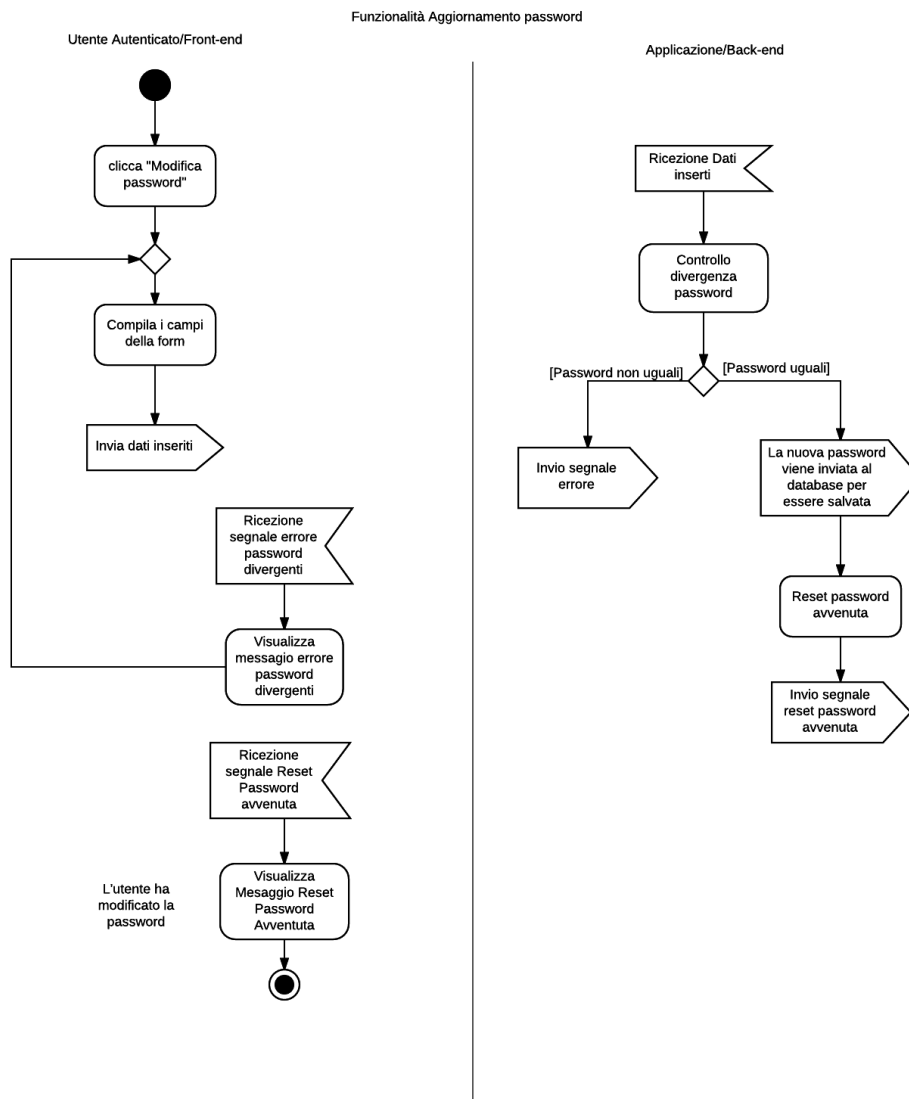 Funzionalità Aggiornamento password
Utente Autenticato/Front-end
clicca "Modifica
password"
Compila i campi
della form
Invia dati inseriti
Ricezione
segnale errore
password
divergenti
Visualizza
messagio errore
password
divergenti
Ricezione
segnale Reset
Password
avvenuta
L'utente ha
modificato la
password
Visualizza
Mesaggio Reset
Password
Avventuta
Applicazione/Back-end
Ricezione Dati
inserti
Controllo
divergenza
password
[Password non uguali]
[Password uguali]
Invio segnale
errore
La nuova password
viene inviata al
database per
essere salvata
Reset password
avvenuta
Invio segnale
reset password
avvenuta